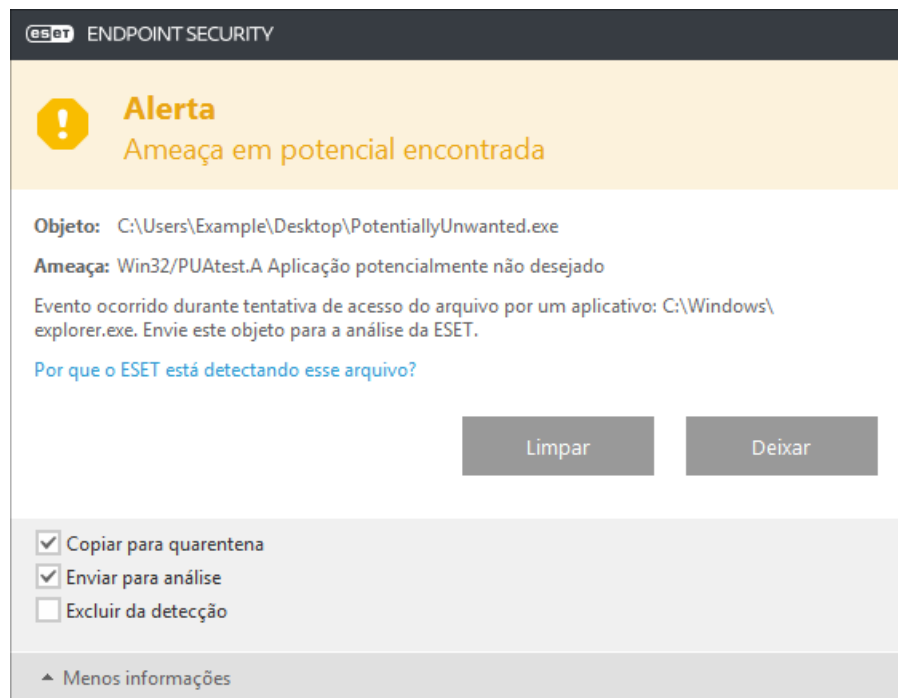 eset ENDPOINT SECURITY
Alerta
Ameaça em potencial encontrada
Objeto: C:\Users\Example\Desktop\PotentiallyUnwanted.exe
Ameaça: Win32/PUAtest.A Aplicação potencialmente não desejado
Evento ocorrido durante tentativa de acesso do arquivo por um aplicativo: C:\Windows\
explorer.exe. Envie este objeto para a análise da ESET.
Por que o ESET está detectando esse arquivo?
Limpar Deixar
Copiar para quarentena
Enviar para análise
Excluir da detecção
Menos informações